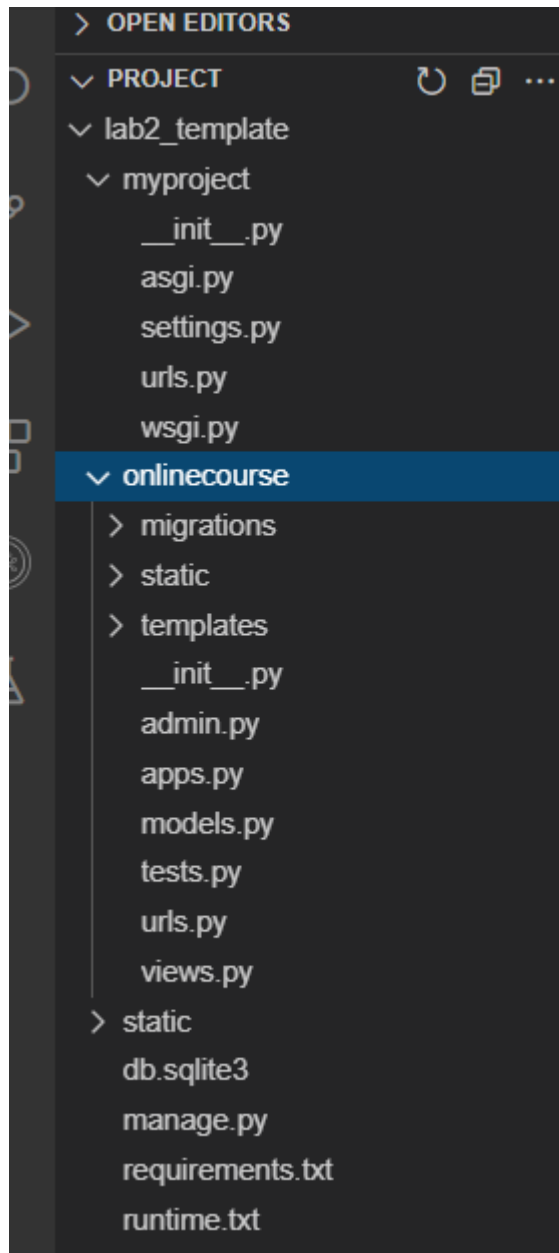 OPEN EDITORS
PROJECT
lab2_template
myproject
__init__.py
asgi.py
settings.py
urls.py
wsgi.py
onlinecourse
migrations
static
templates
__init__.py
admin.py
apps.py
models.py
tests.py
urls.py
views.py
static
db.sqlite3
manage.py
requirements.txt
runtime.txt